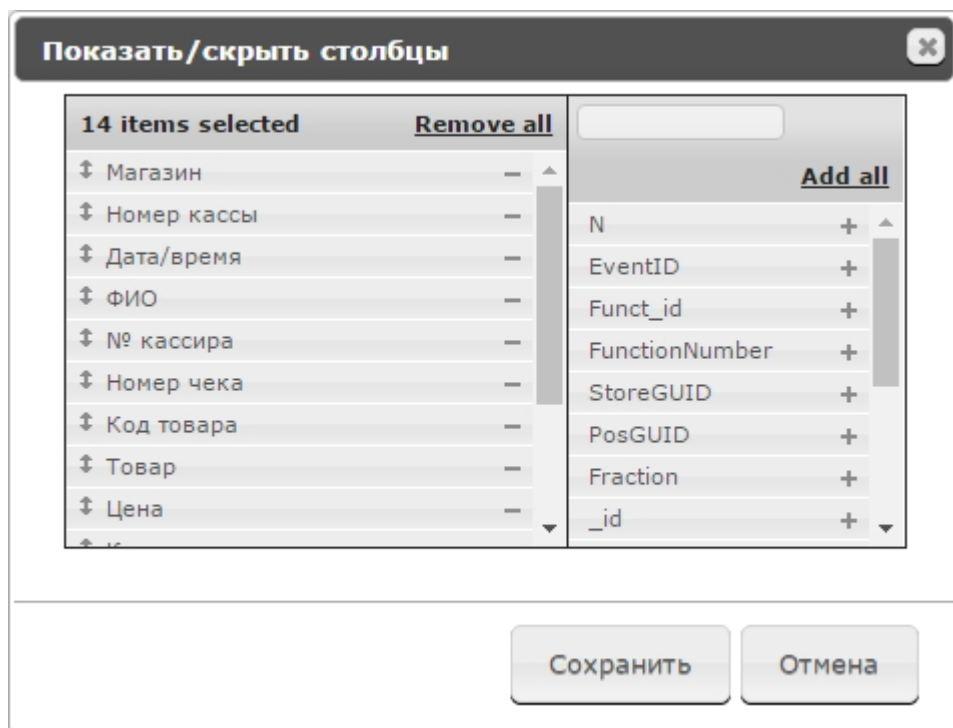 Показать/скрыть столбцы
14 items selected Remove all
Магазин
Номер кассы
Дата/время
ФИО
№ кассира
Номер чека
Код товара
Товар
Цена
Add all
N
EventID
Funct_id
FunctionNumber
StoreGUID
PosGUID
Fraction
_id
Сохранить Отмена